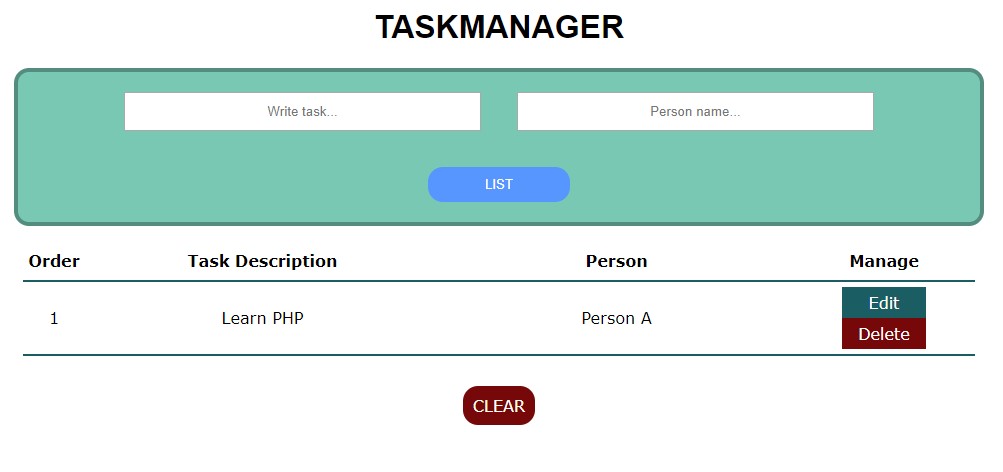 TASKMANAGER
Write task... Person name...
LIST
Order Task Description Person Manage
1 Learn PHP Person A Edit
Delete
CLEAR